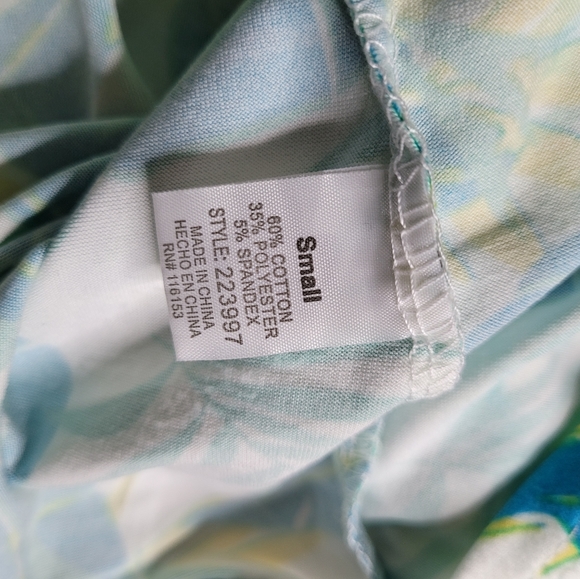 Small
60% COTTON
35% POLYESTER
5% SPANDEX
STYLE: 223997
MADE IN CHINA
HECHO EN CHINA
RN# 116153